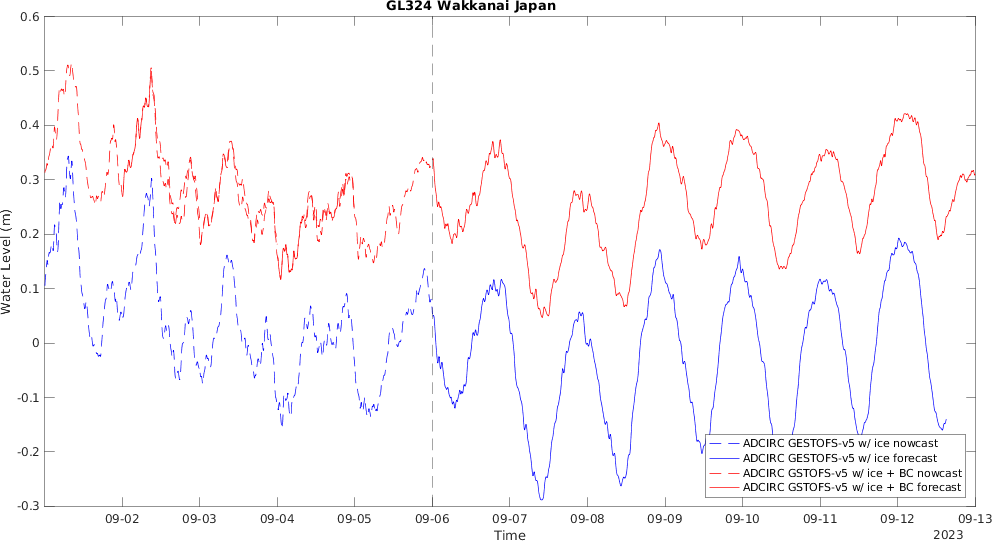 GL324 Wakkanai Japan
0.6
0.5
0.4
0.3
0.2
0.1
0
-0.1
-0.2
-0.3
Water Level (m)
ADCIRC GESTOFS-v5 w/ ice nowcast
ADCIRC GESTOFS-v5 w/ ice forecast
ADCIRC GSTOFS-v5 w/ ice + BC nowcast
ADCIRC GSTOFS-v5 w/ ice + BC forecast
09-02 09-03 09-04 09-05 09-06 09-07 09-08 09-09 09-10 09-11 09-12 09-13
Time
2023